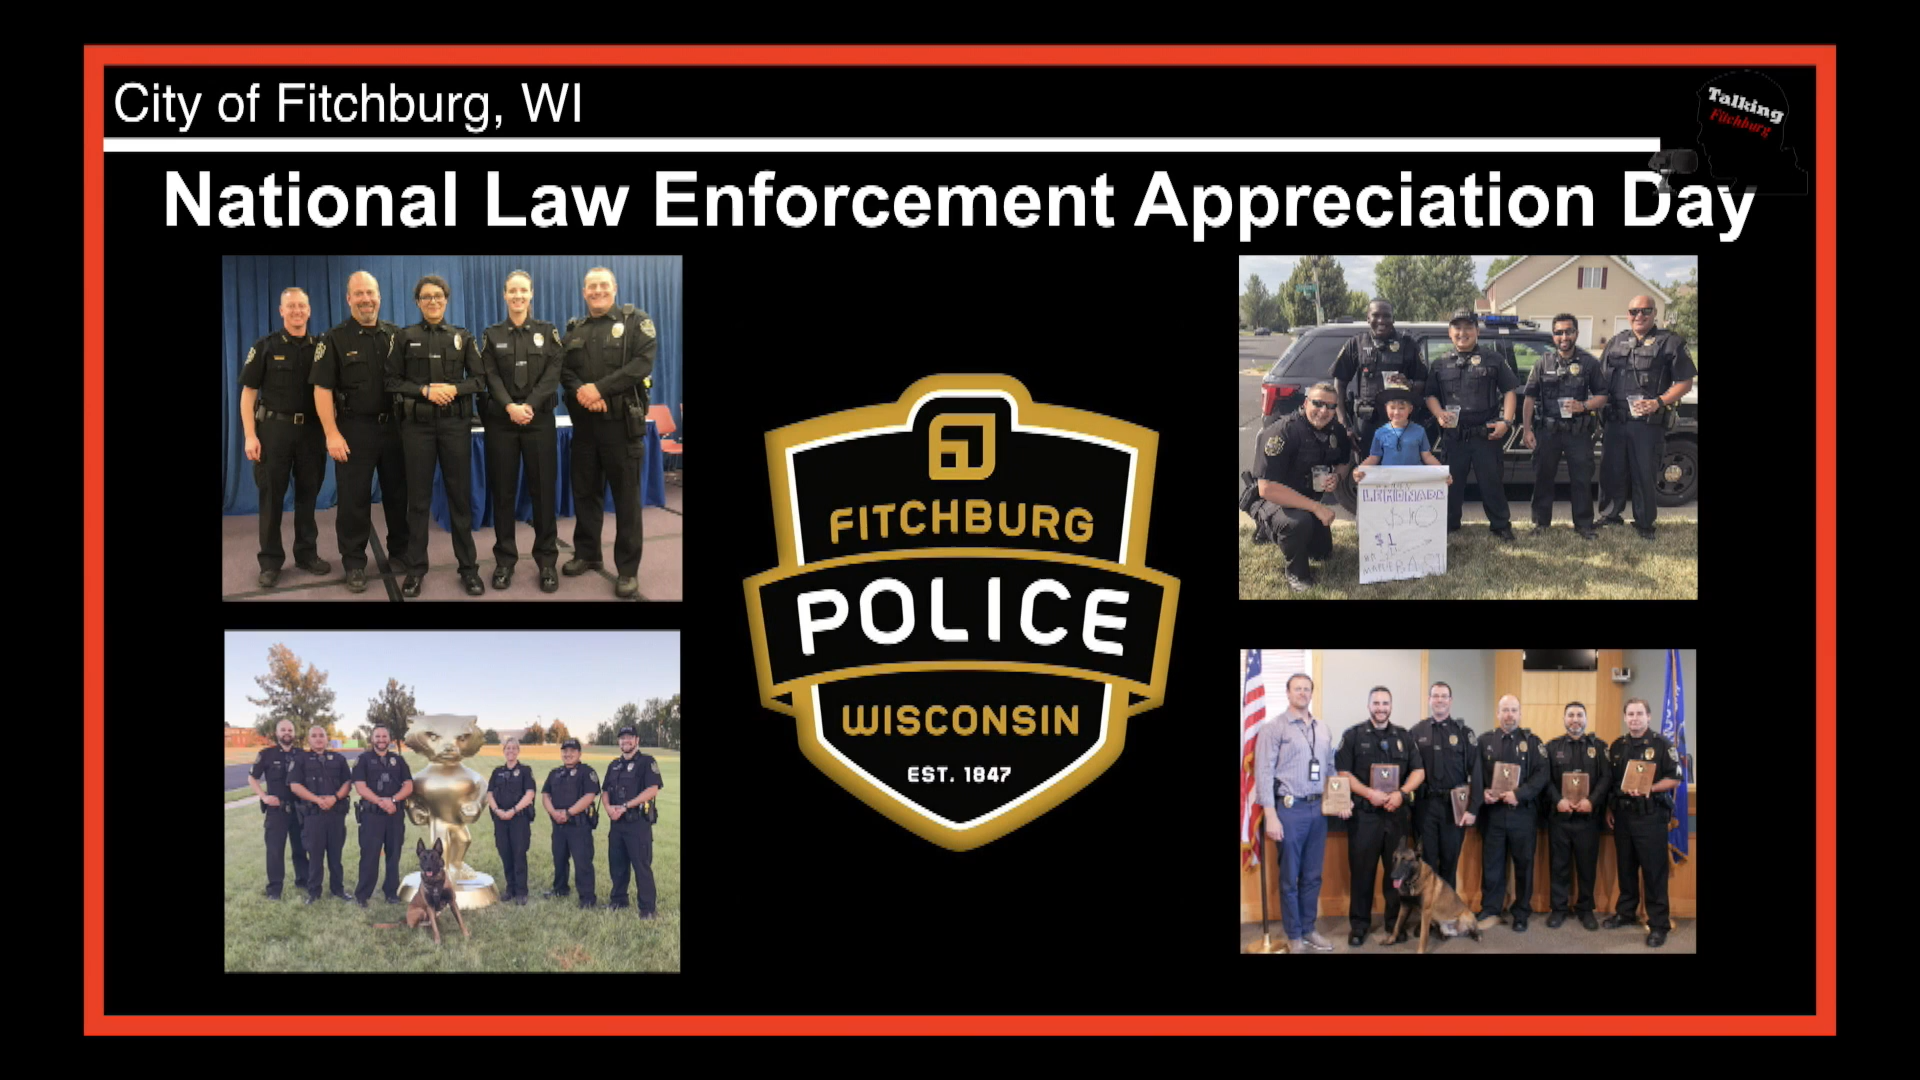 City of Fitchburg, WI
Talking
Fitchburg
National Law Enforcement Appreciation Day
FITCHBURG
POLICE
WISCONSIN
EST. 1847
LEMONADE
$1